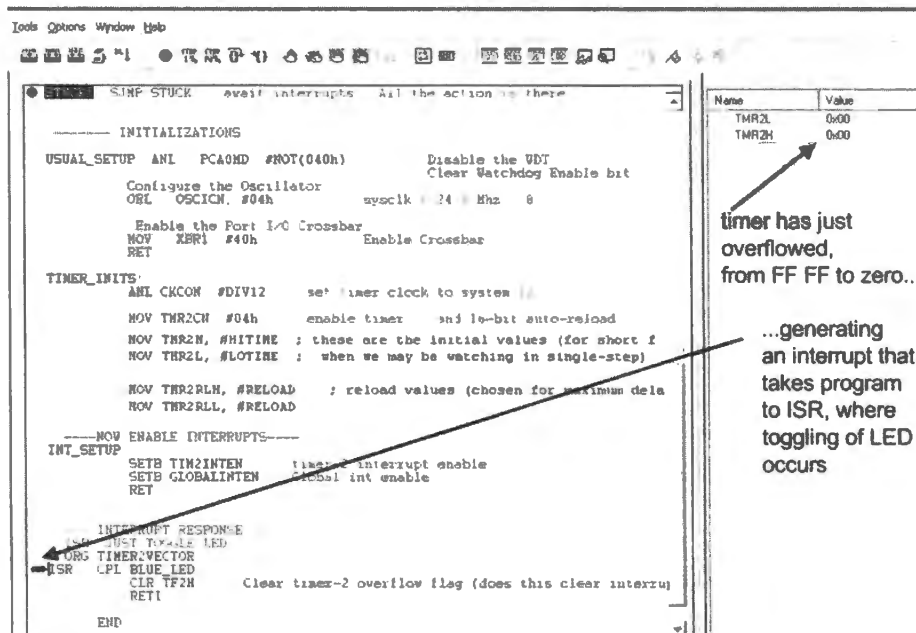 Tools Options Window Help
SJMP STUCK await interrupts All the action is there
INITIALIZATIONS
USUAL_SETUP ANL PCA0MD #NOT(040h) Disable the WDT
Clear Watchdog Enable bit
Configure the Oscillator
ORL OSCICN, #04h sysclk 24 Mhz 8
Enable the Port I/O Crossbar
MOV XBR1 #40h Enable Crossbar
RET
TIMER_INITS
ANL CKCON #DIV12 set timer clock to system
MOV TMR2CN #04h enable timer and 16-bit auto-reload
MOV TMR2H, #HITIME ; these are the initial values (for short f
MOV TMR2L, #LOTIME ; when we may be watching in single-step)
MOV TMR2RLH, #RELOAD ; reload values (chosen for maximum dela
MOV TMR2RLL, #RELOAD
----NOW ENABLE INTERRUPTS----
INT_SETUP
SETB TIM2INTEN timer-2 interrupt enable
SETB GLOBALINTEN Global int enable
RET
INTERRUPT RESPONSE
ISR JUST TOGGLE LED
ORG TIMER2VECTOR
ISR CPL BLUE_LED
CLR TF2H Clear timer-2 overflow flag (does this clear interrup
RETI
END
Name Value
TMR2L 0x00
TMR2H 0x00
timer has just
overflowed,
from FF FF to zero..
...generating
an interrupt that
takes program
to ISR, where
toggling of LED
occurs